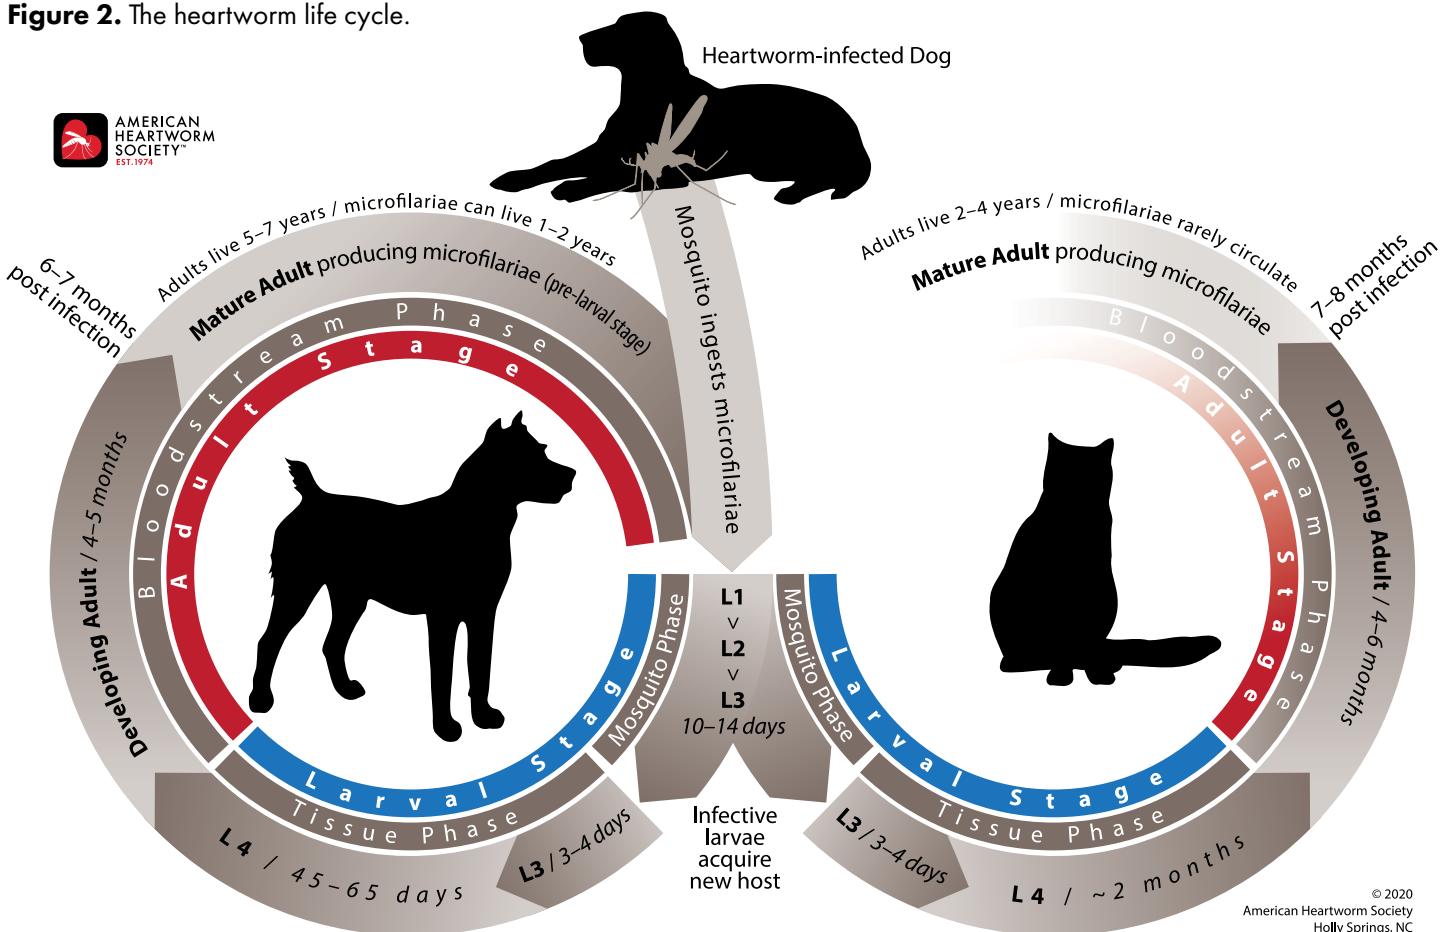 Figure 2. The heartworm life cycle.
Heartworm-infected Dog
AMERICAN
HEARTWORM
SOCIETY™
EST.1974
Adults live 5–7 years / microfilariae can live 1–2 years
Mature Adult producing microfilariae (pre-larval stage)
6–7 months
post infection
Bloodstream Phase
Adult Stage
Developing Adult / 4–5 months
Mosquito ingests microfilariae
Adults live 2–4 years / microfilariae rarely circulate
Mature Adult producing microfilariae
7–8 months
post infection
Bloodstream Phase
Adult Stage
Developing Adult / 4–6 months
L1
v
L2
v
L3
10–14 days
Mosquito Phase
Mosquito Phase
Larval Stage
Tissue Phase
L3 / 3–4 days
L 4 / 45–65 days
Infective
larvae
acquire
new host
Larval Stage
Tissue Phase
L3 / 3–4 days
L 4 / ~2 months
© 2020
American Heartworm Society
Holly Springs, NC